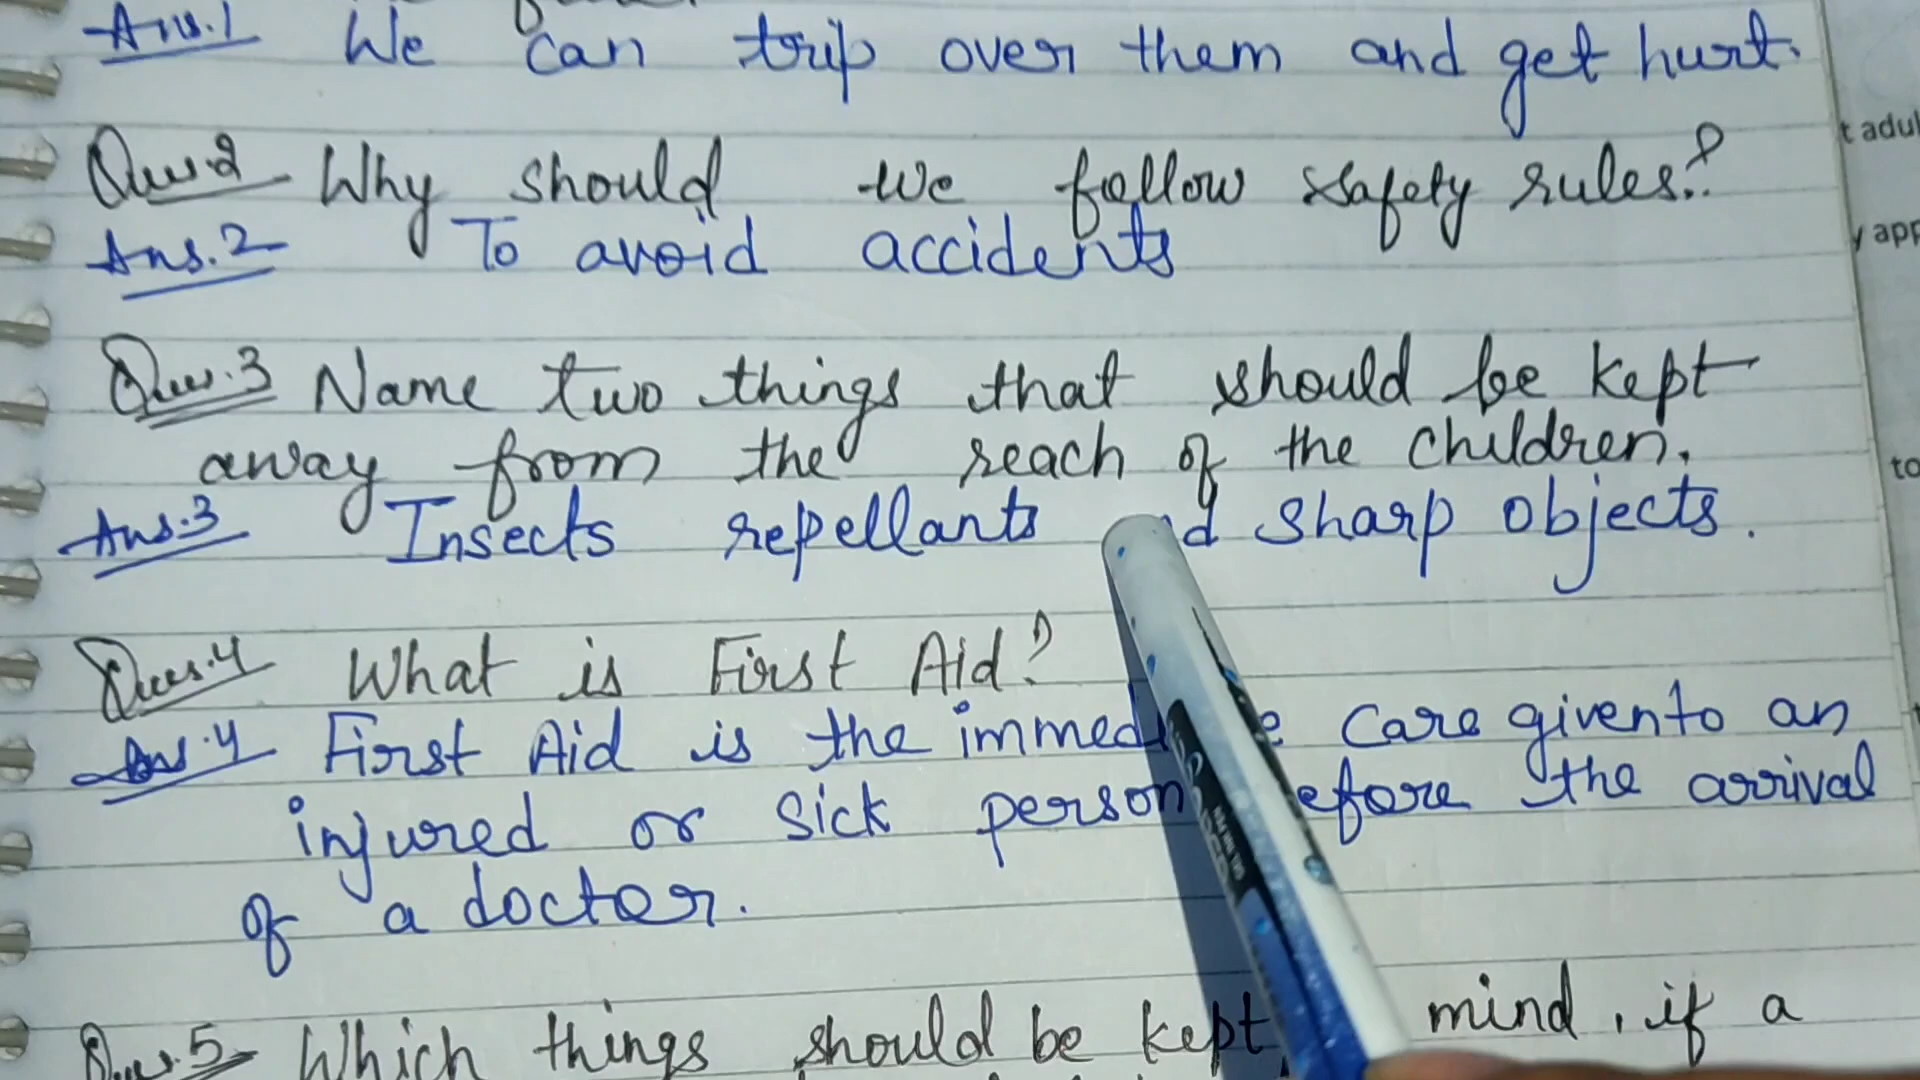 Ans.1 We can trip over them and get hurt.
Ques.2 Why should we follow safety rules.?
Ans.2 To avoid accidents
Ques.3 Name two things that should be kept
away from the reach of the children.
Ans.3 Insects repellants and sharp objects.
Ques.4 What is First Aid?
Ans.4 First Aid is the immediate care given to an
injured or sick person before the arrival
of a doctor.
Ques.5 Which things should be kept mind, if a
to